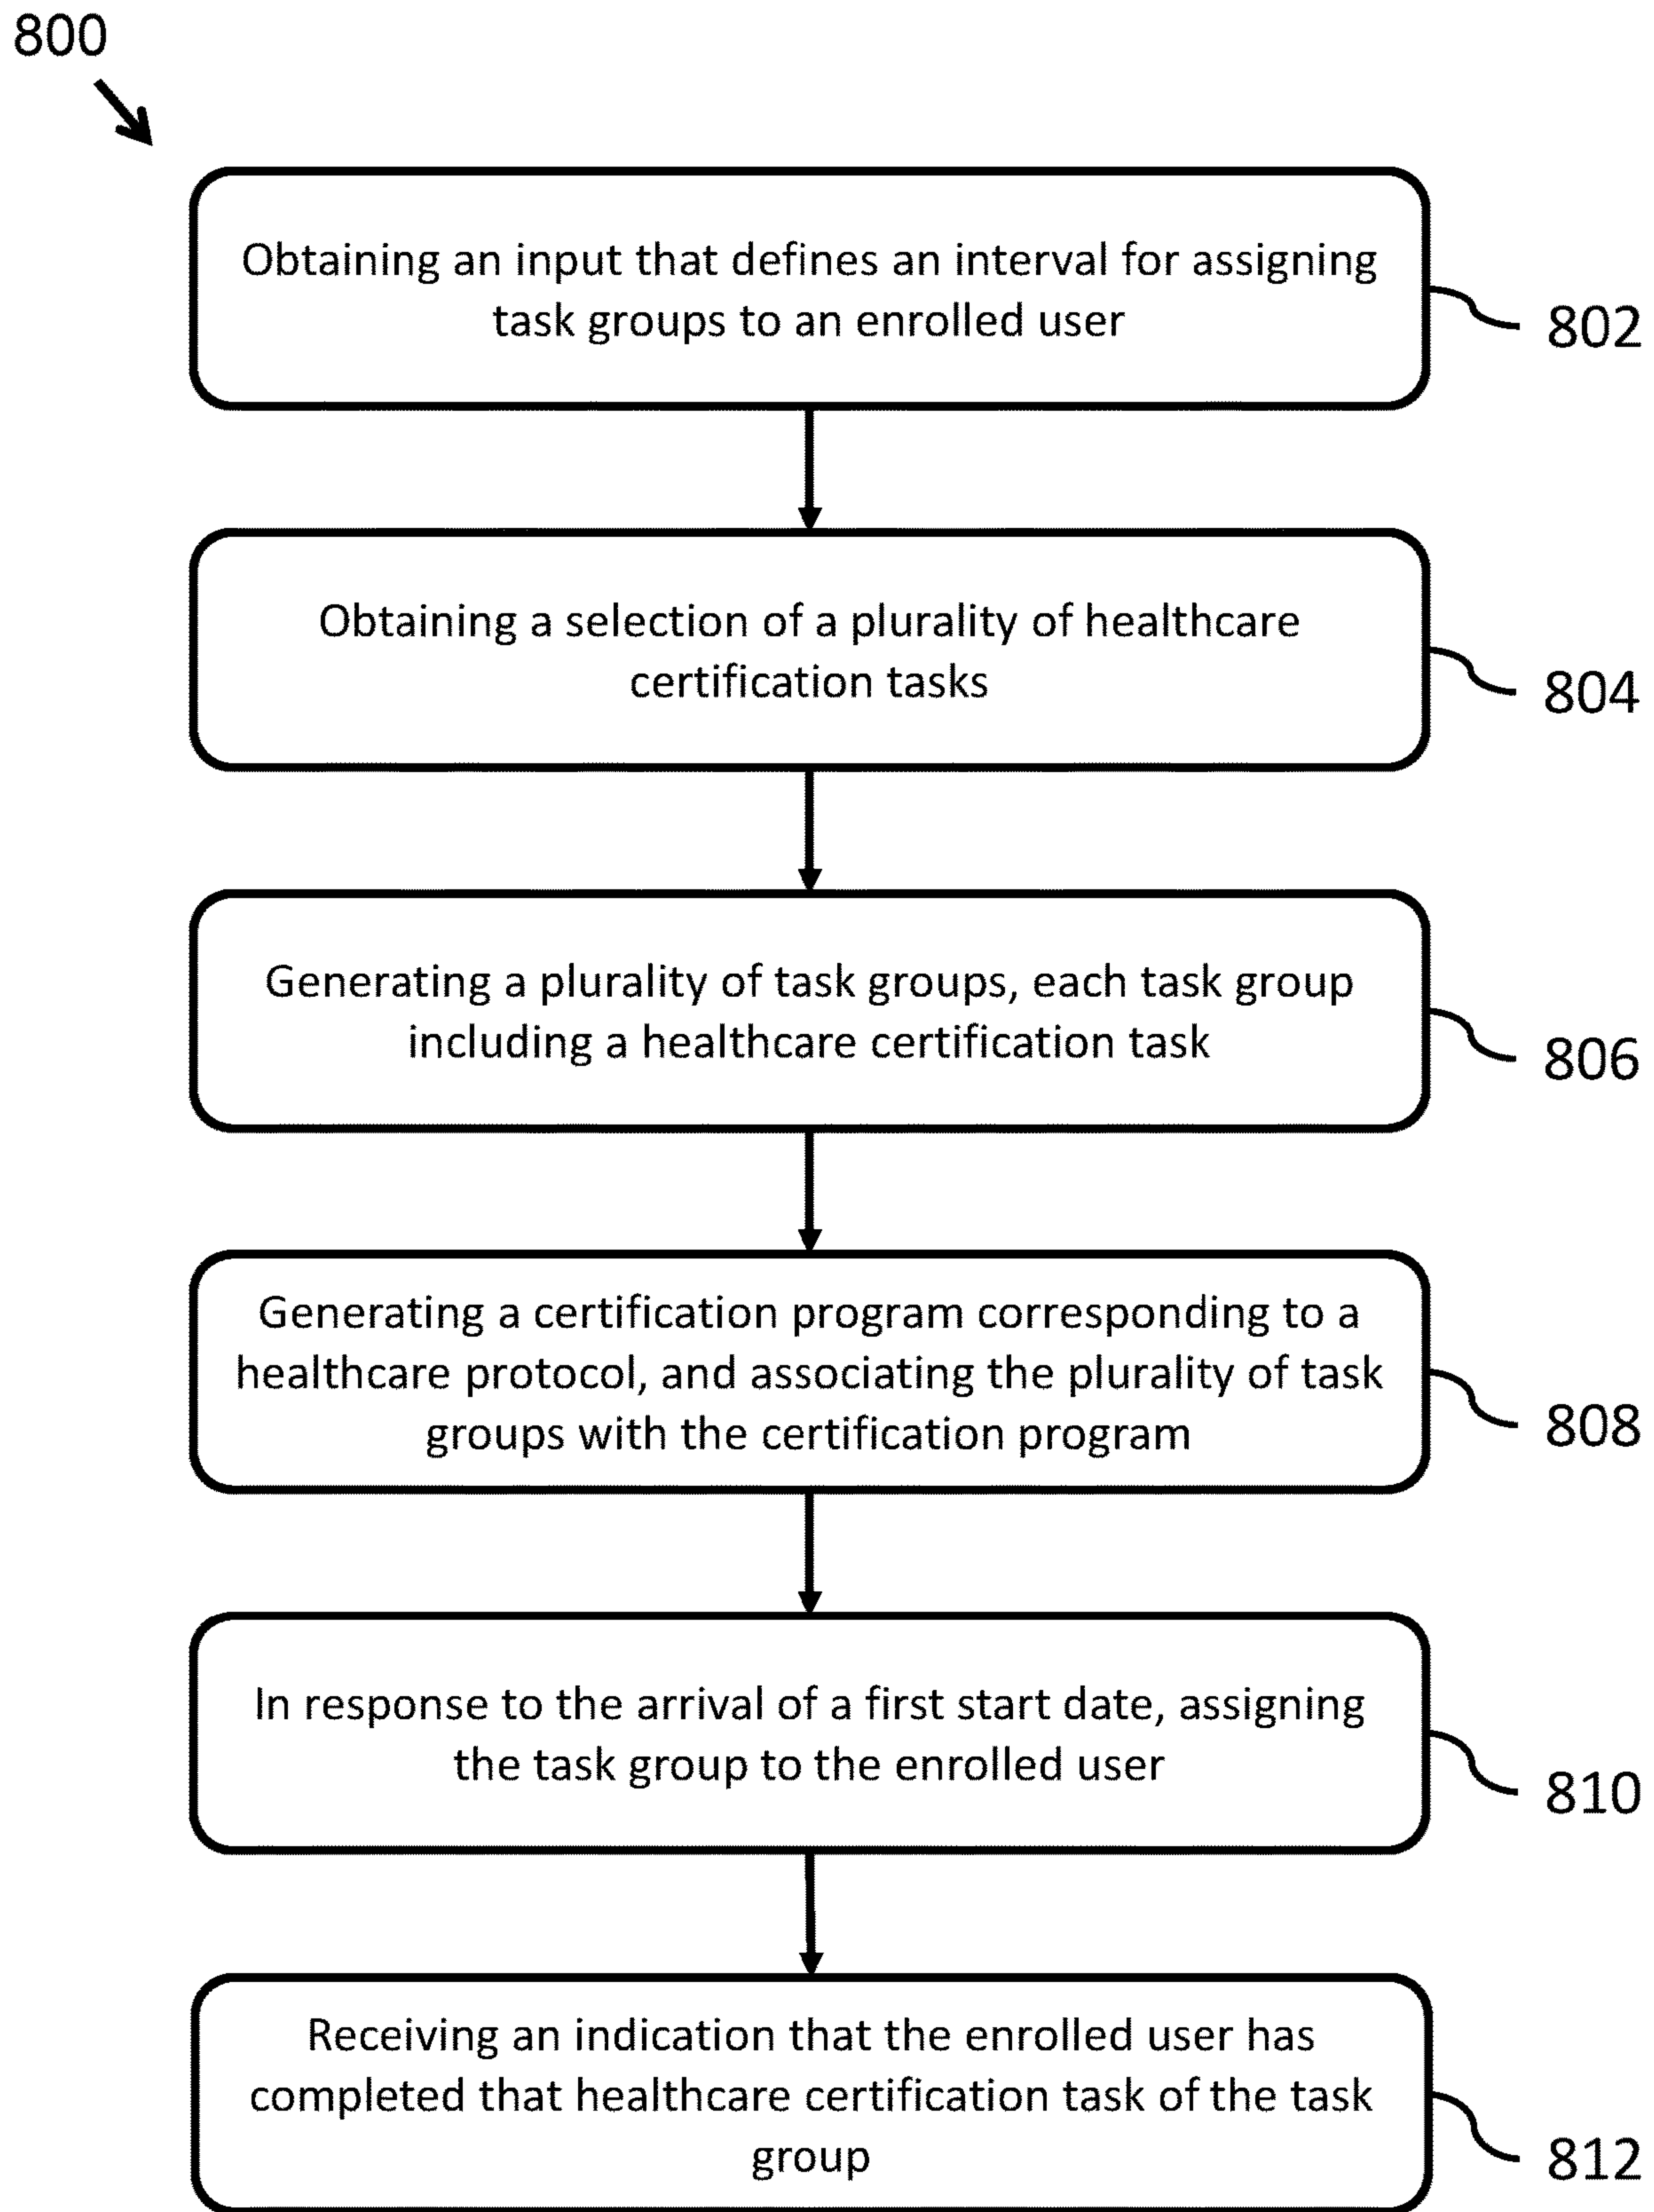 800
Obtaining an input that defines an interval for assigning
task groups to an enrolled user
802
Obtaining a selection of a plurality of healthcare
certification tasks
804
Generating a plurality of task groups, each task group
including a healthcare certification task
806
Generating a certification program corresponding to a
healthcare protocol, and associating the plurality of task
groups with the certification program
808
In response to the arrival of a first start date, assigning
the task group to the enrolled user
810
Receiving an indication that the enrolled user has
completed that healthcare certification task of the task
group
812